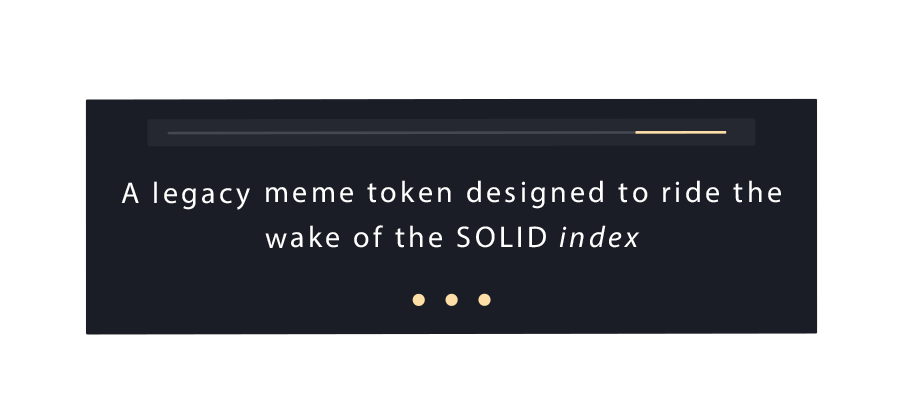 A legacy meme token designed to ride the
wake of the SOLID index